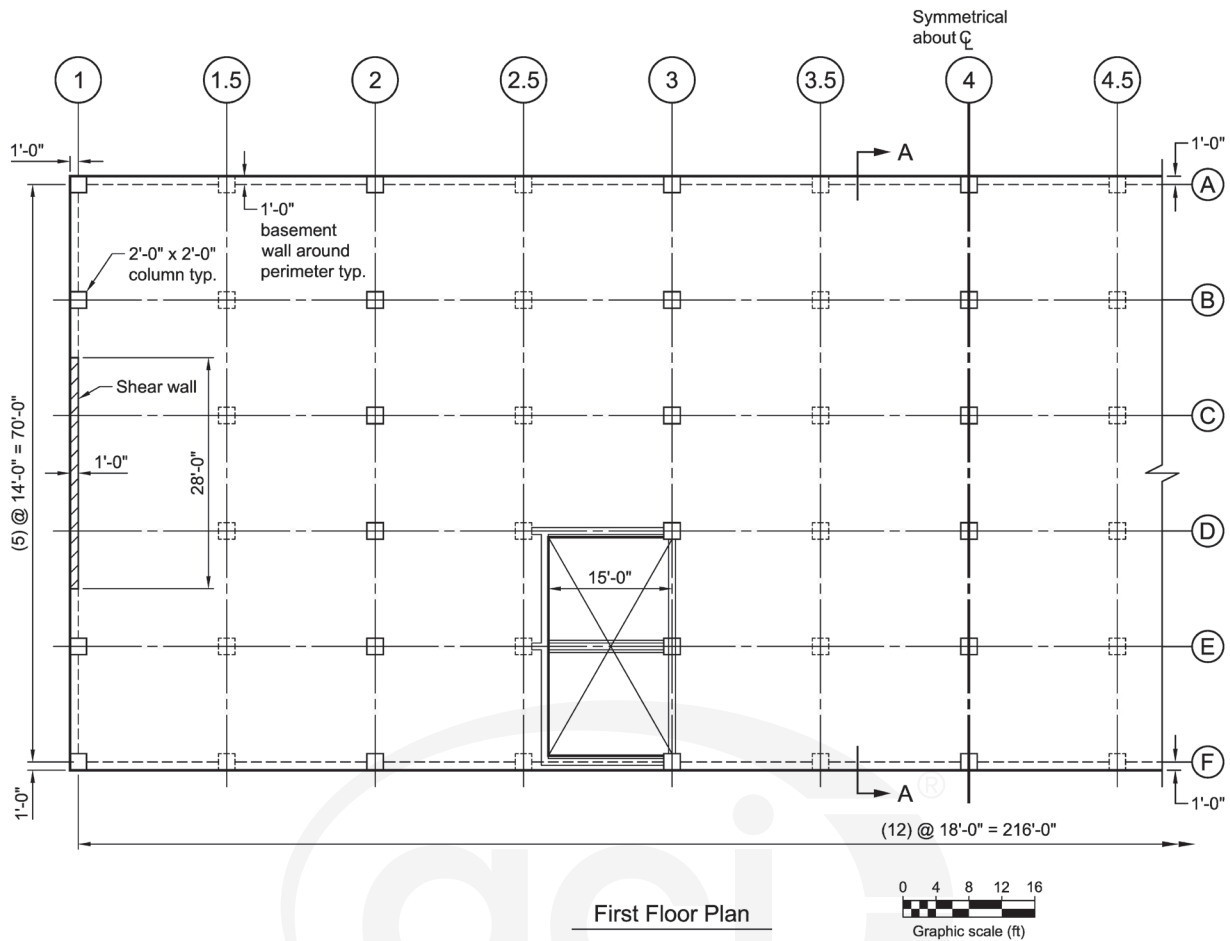 Symmetrical
about ℄
1
1.5
2
2.5
3
3.5
4
4.5
1'-0"
A
1'-0"
A
1'-0"
basement
wall around
perimeter typ.
2'-0" x 2'-0"
column typ.
B
Shear wall
C
(5) @ 14'-0" = 70'-0"
1'-0"
28'-0"
D
15'-0"
E
F
1'-0"
A
1'-0"
(12) @ 18'-0" = 216'-0"
aci
®
First Floor Plan
0 4 8 12 16
Graphic scale (ft)